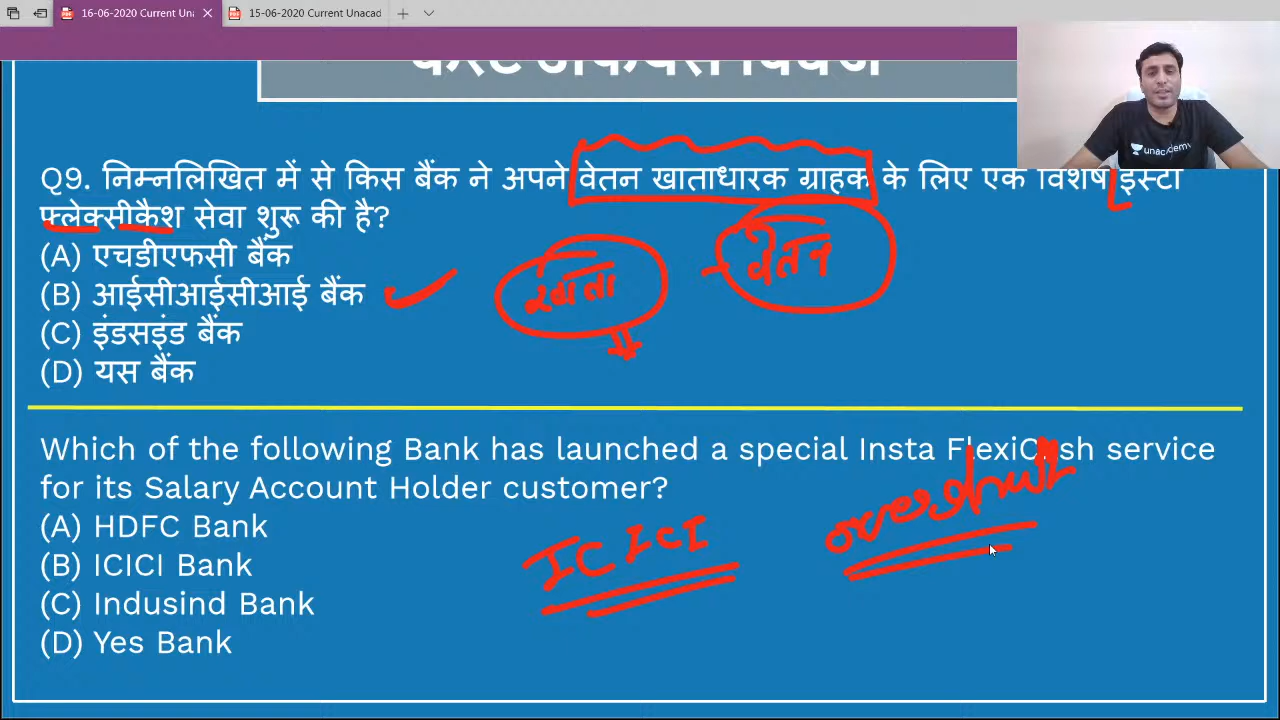 16-06-2020 Current Una
15-06-2020 Current Unacad
unacademy
Q9. निम्नलिखित में से किस बैंक ने अपने वेतन खाताधारक ग्राहक के लिए एक विशेष इंस्टा
फ्लेक्सीकैश सेवा शुरू की है?
(A) एचडीएफसी बैंक
(B) आईसीआईसीआई बैंक
(C) इंडसइंड बैंक
(D) यस बैंक
खाता
वेतन
Which of the following Bank has launched a special Insta FlexiCash service
for its Salary Account Holder customer?
(A) HDFC Bank
(B) ICICI Bank
(C) Indusind Bank
(D) Yes Bank
ICICI
overdraft